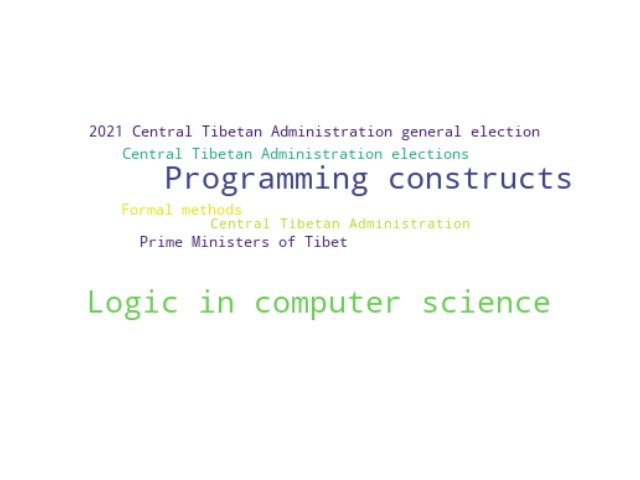 2021 Central Tibetan Administration general election
Central Tibetan Administration elections
Programming constructs
Formal methods
Central Tibetan Administration
Prime Ministers of Tibet
Logic in computer science